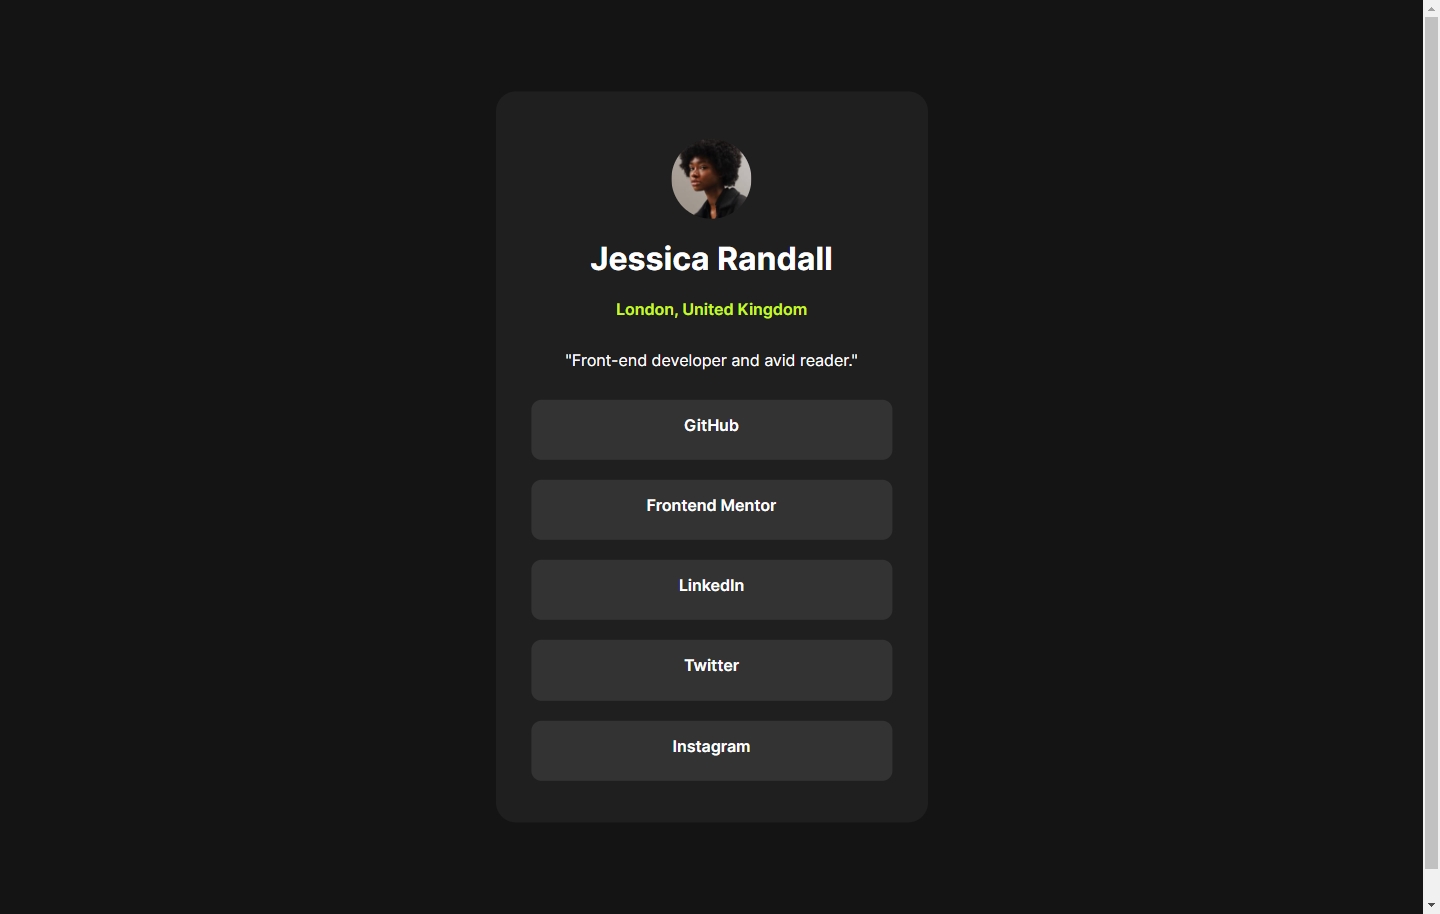 Jessica Randall
London, United Kingdom
"Front-end developer and avid reader."
GitHub
Frontend Mentor
LinkedIn
Twitter
Instagram